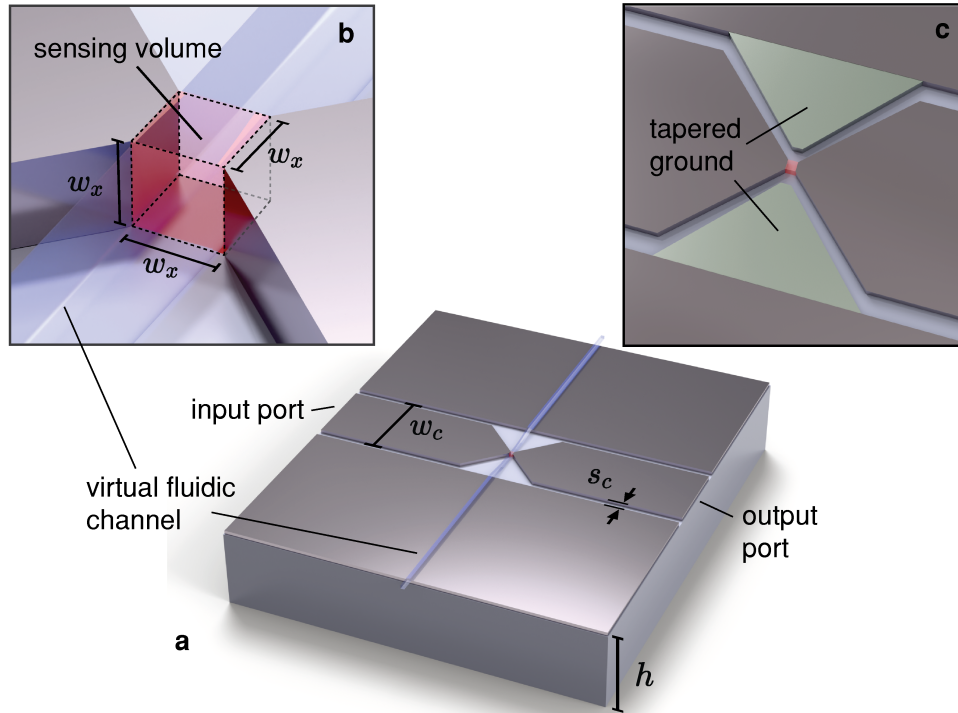 b
sensing volume
w_x
w_x
w_x
c
tapered
ground
input port
w_c
s_c
virtual fluidic
channel
output
port
a
h